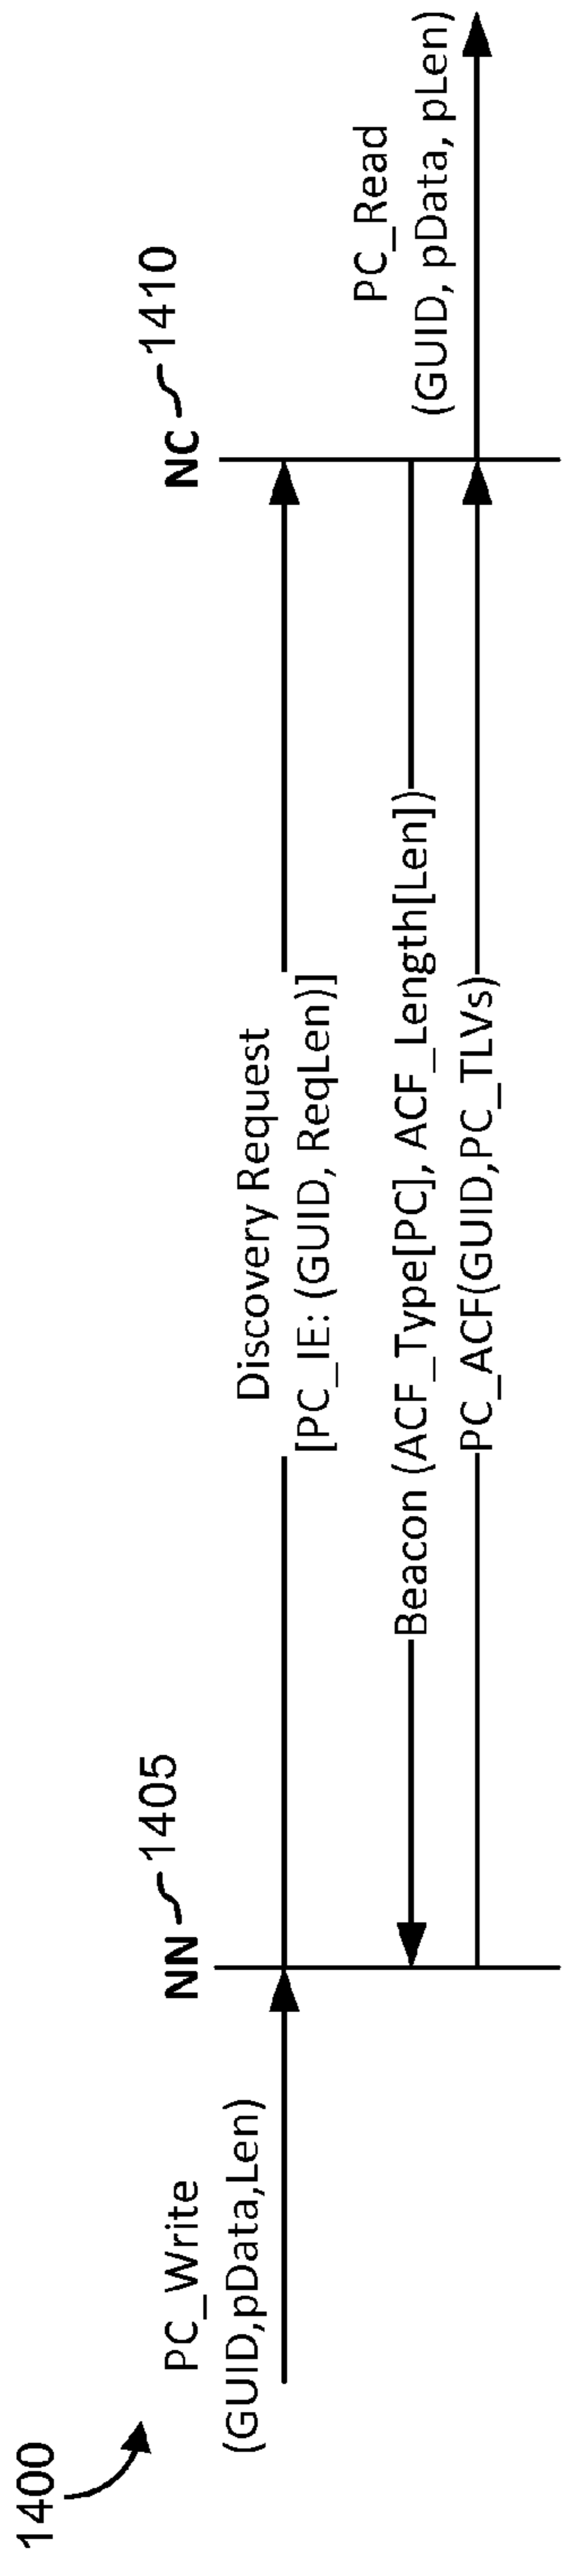 1400
NN 1405
NC 1410
PC_Write
(GUID,pData,Len)
Discovery Request
[PC_IE: (GUID, ReqLen)]
PC_Read
(GUID, pData, pLen)
Beacon (ACF_Type[PC], ACF_Length[Len])
PC_ACF(GUID,PC_TLVs)